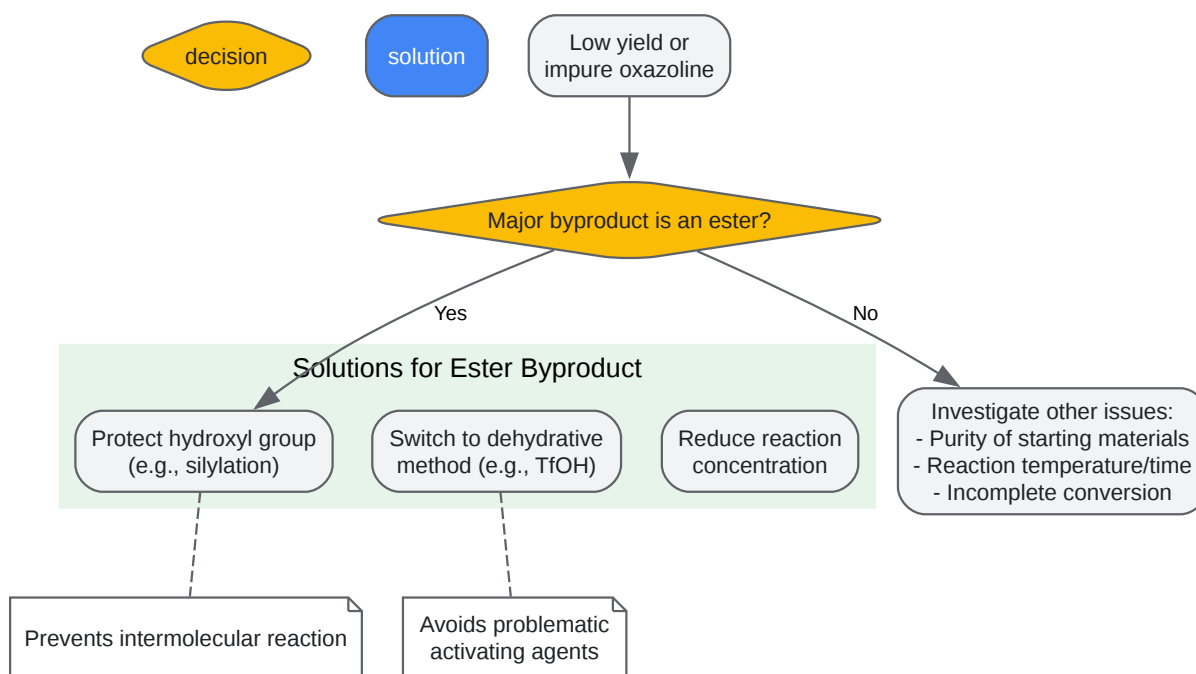 decision
solution
Low yield or
impure oxazoline
Major byproduct is an ester?
Yes
No
Solutions for Ester Byproduct
Protect hydroxyl group
(e.g., silylation)
Switch to dehydrative
method (e.g., TfOH)
Reduce reaction
concentration
Investigate other issues:
- Purity of starting materials
- Reaction temperature/time
- Incomplete conversion
Prevents intermolecular reaction
Avoids problematic
activating agents